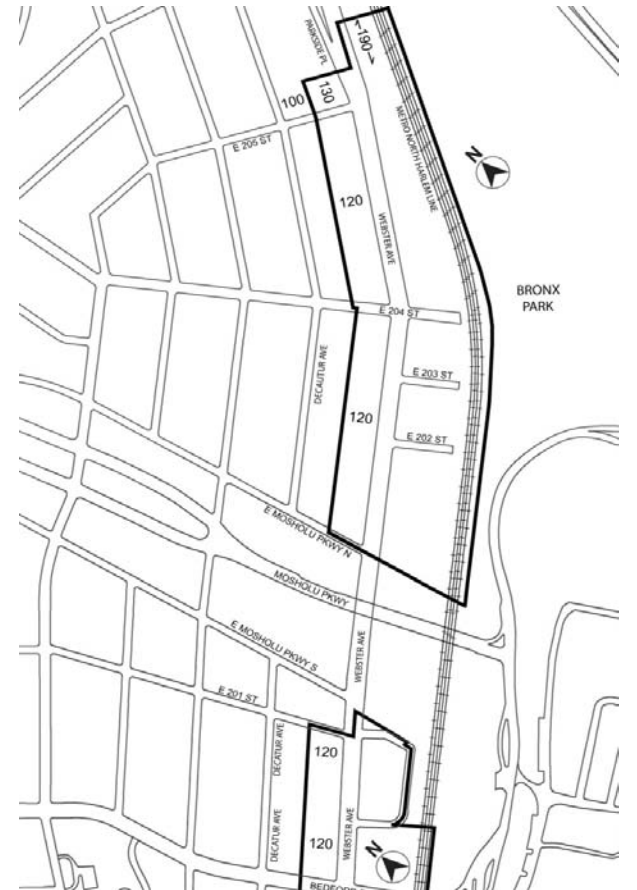 PARKSIDE PL
190
100
130
E 205 ST
METRO NORTH HARLEM LINE
N
120
WEBSTER AVE
BRONX
PARK
E 204 ST
DECAUTUR AVE
E 203 ST
120
E 202 ST
E MOSHOLU PKWY N
MOSHOLU PKWY
E MOSHOLU PKWY S
WEBSTER AVE
E 201 ST
DECATUR AVE
120
DECATUR AVE
120
WEBSTER AVE
N